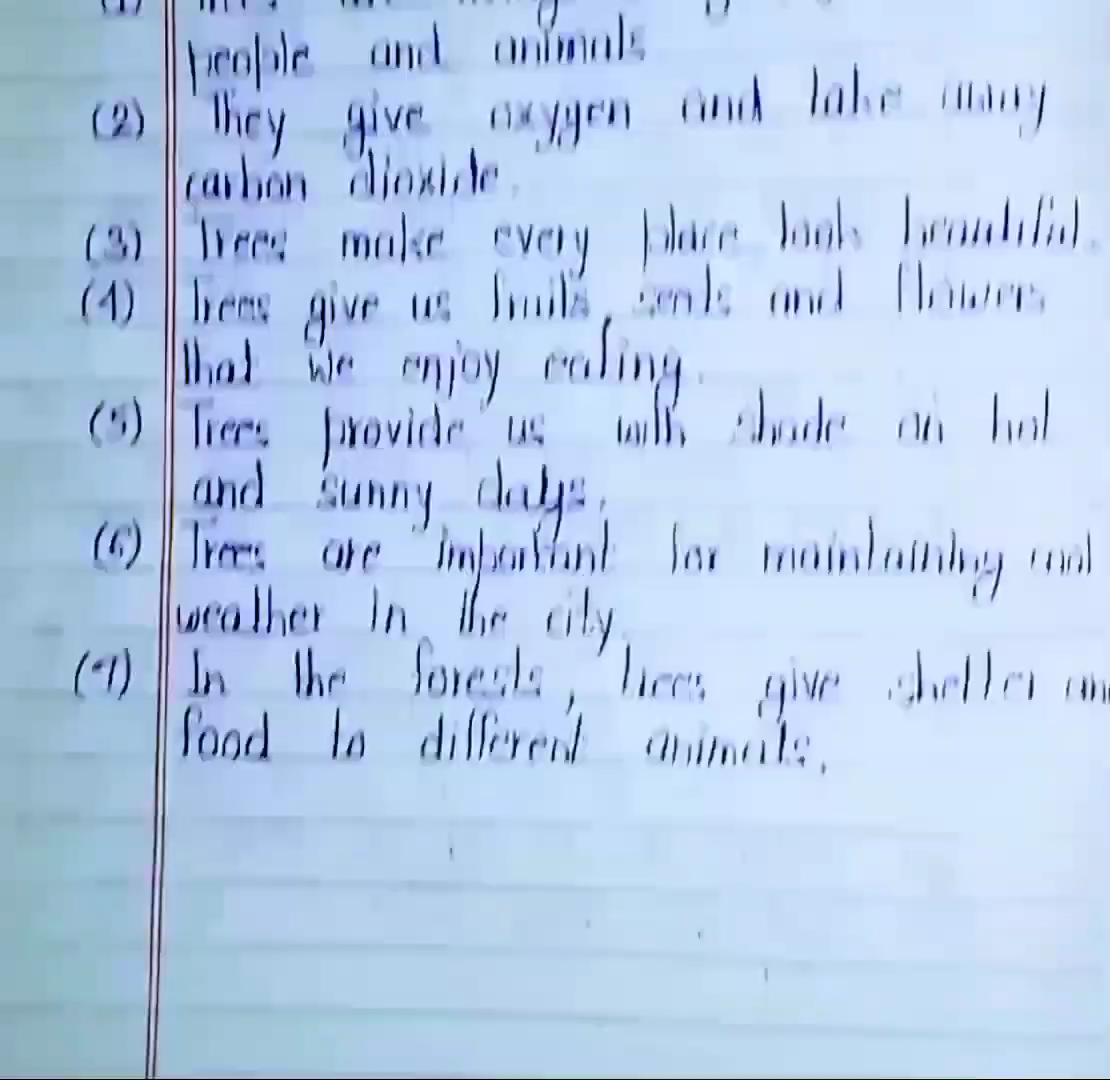 (1)
people and animals
(2) They give oxygen and take away
carbon dioxide.
(3) Trees make every place look beautiful.
(4) Trees give us fruits, seeds and flowers
that we enjoy eating.
(5) Trees provide us with shade on hot
and sunny days.
(6) Trees are important for maintaining cool
weather in the city.
(7) In the forests, trees give shelter
food to different animals.